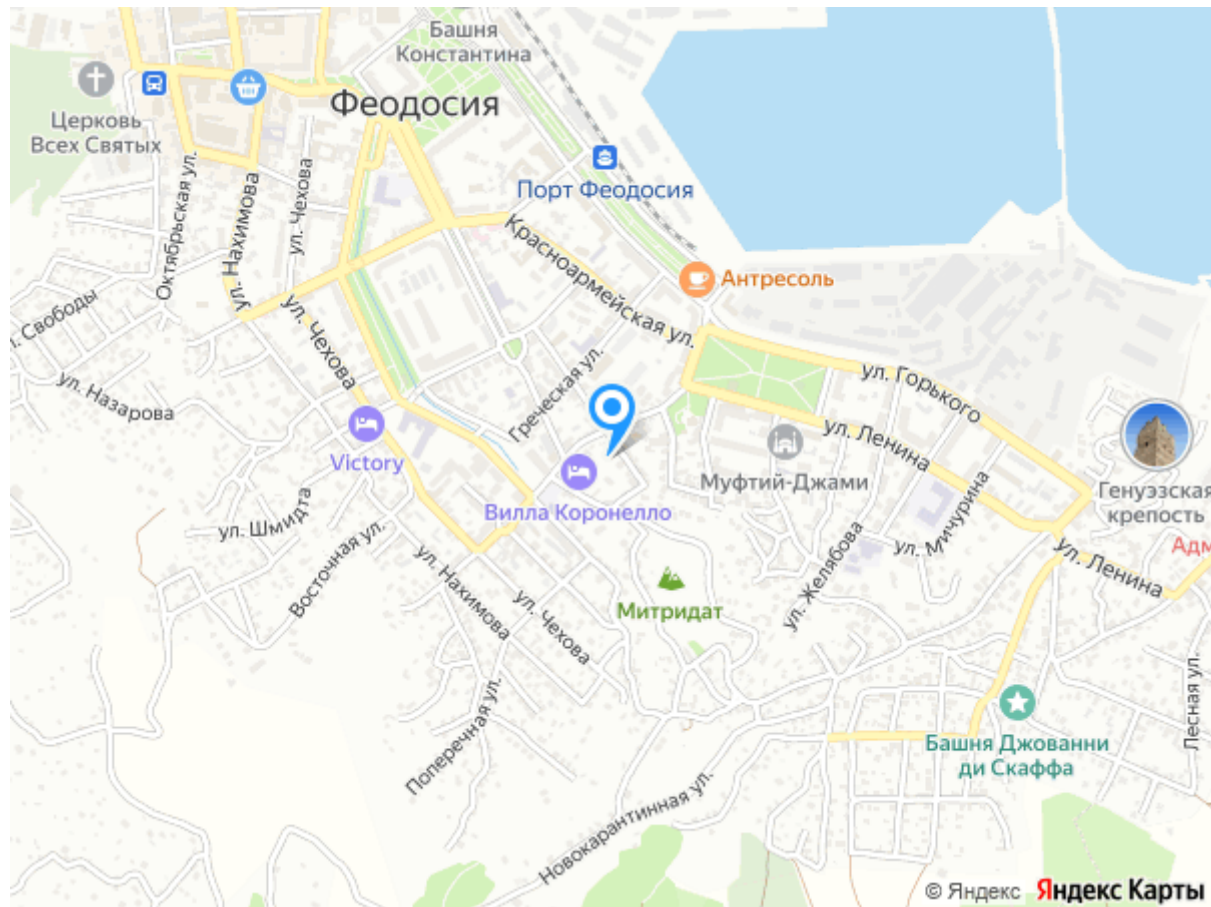 Башня
Константина
Феодосия
Церковь
Всех Святых
Порт Феодосия
Октябрьская ул.
ул. Нахимова
ул. Чехова
Красноармейская ул.
Антресоль
Свободы
ул. Чехова
ул. Назарова
Греческая ул.
ул. Горького
Victory
ул. Ленина
Муфтий-Джами
Вилла Коронелло
Генуэзская
крепость
ул. Шмидта
Восточная ул.
ул. Мичурина
Адм
ул. Ленина
ул. Желябова
ул. Нахимова
ул. Чехова
Митридат
Поперечная ул.
Лесная ул.
Башня Джованни
ди Скаффа
Новокарантинная ул.
© Яндекс Яндекс Карты